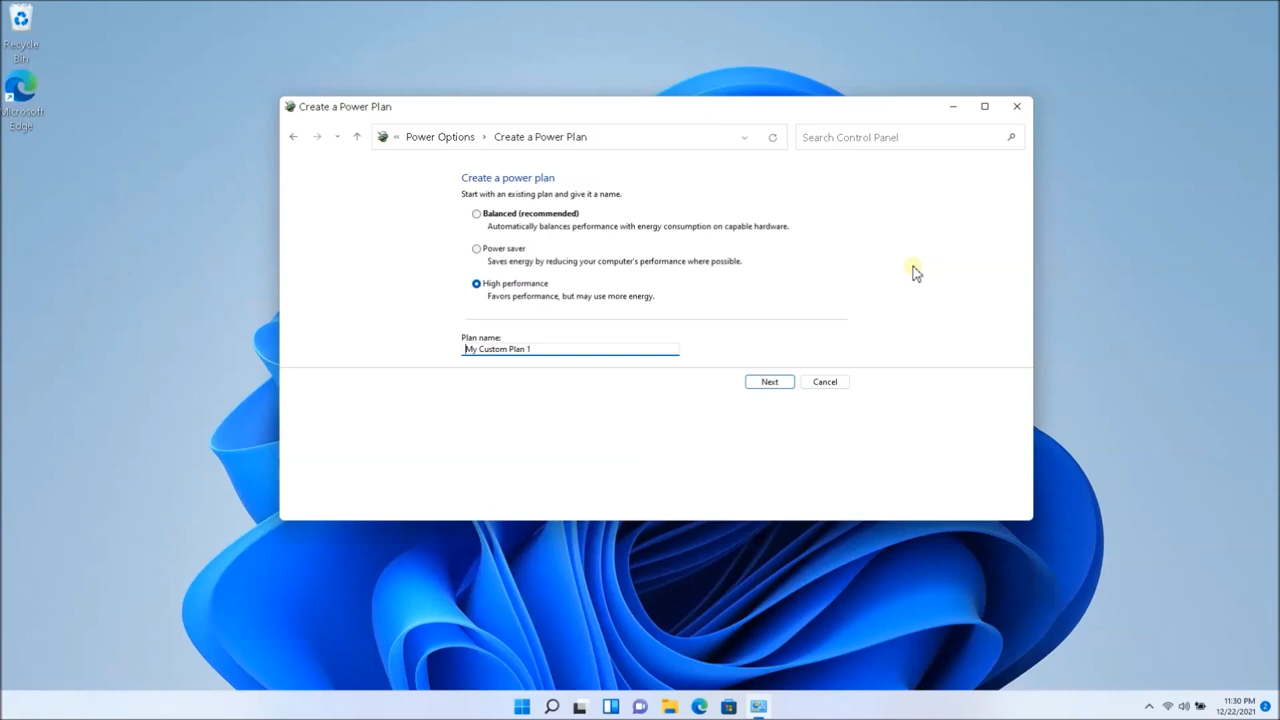 Recycle
Bin
Microsoft
Edge
Create a Power Plan
« Power Options › Create a Power Plan
Search Control Panel
Create a power plan
Start with an existing plan and give it a name.
Balanced (recommended)
Automatically balances performance with energy consumption on capable hardware.
Power saver
Saves energy by reducing your computer's performance where possible.
High performance
Favors performance, but may use more energy.
Plan name:
My Custom Plan 1
Next
Cancel
11:30 PM
12/22/2021
2